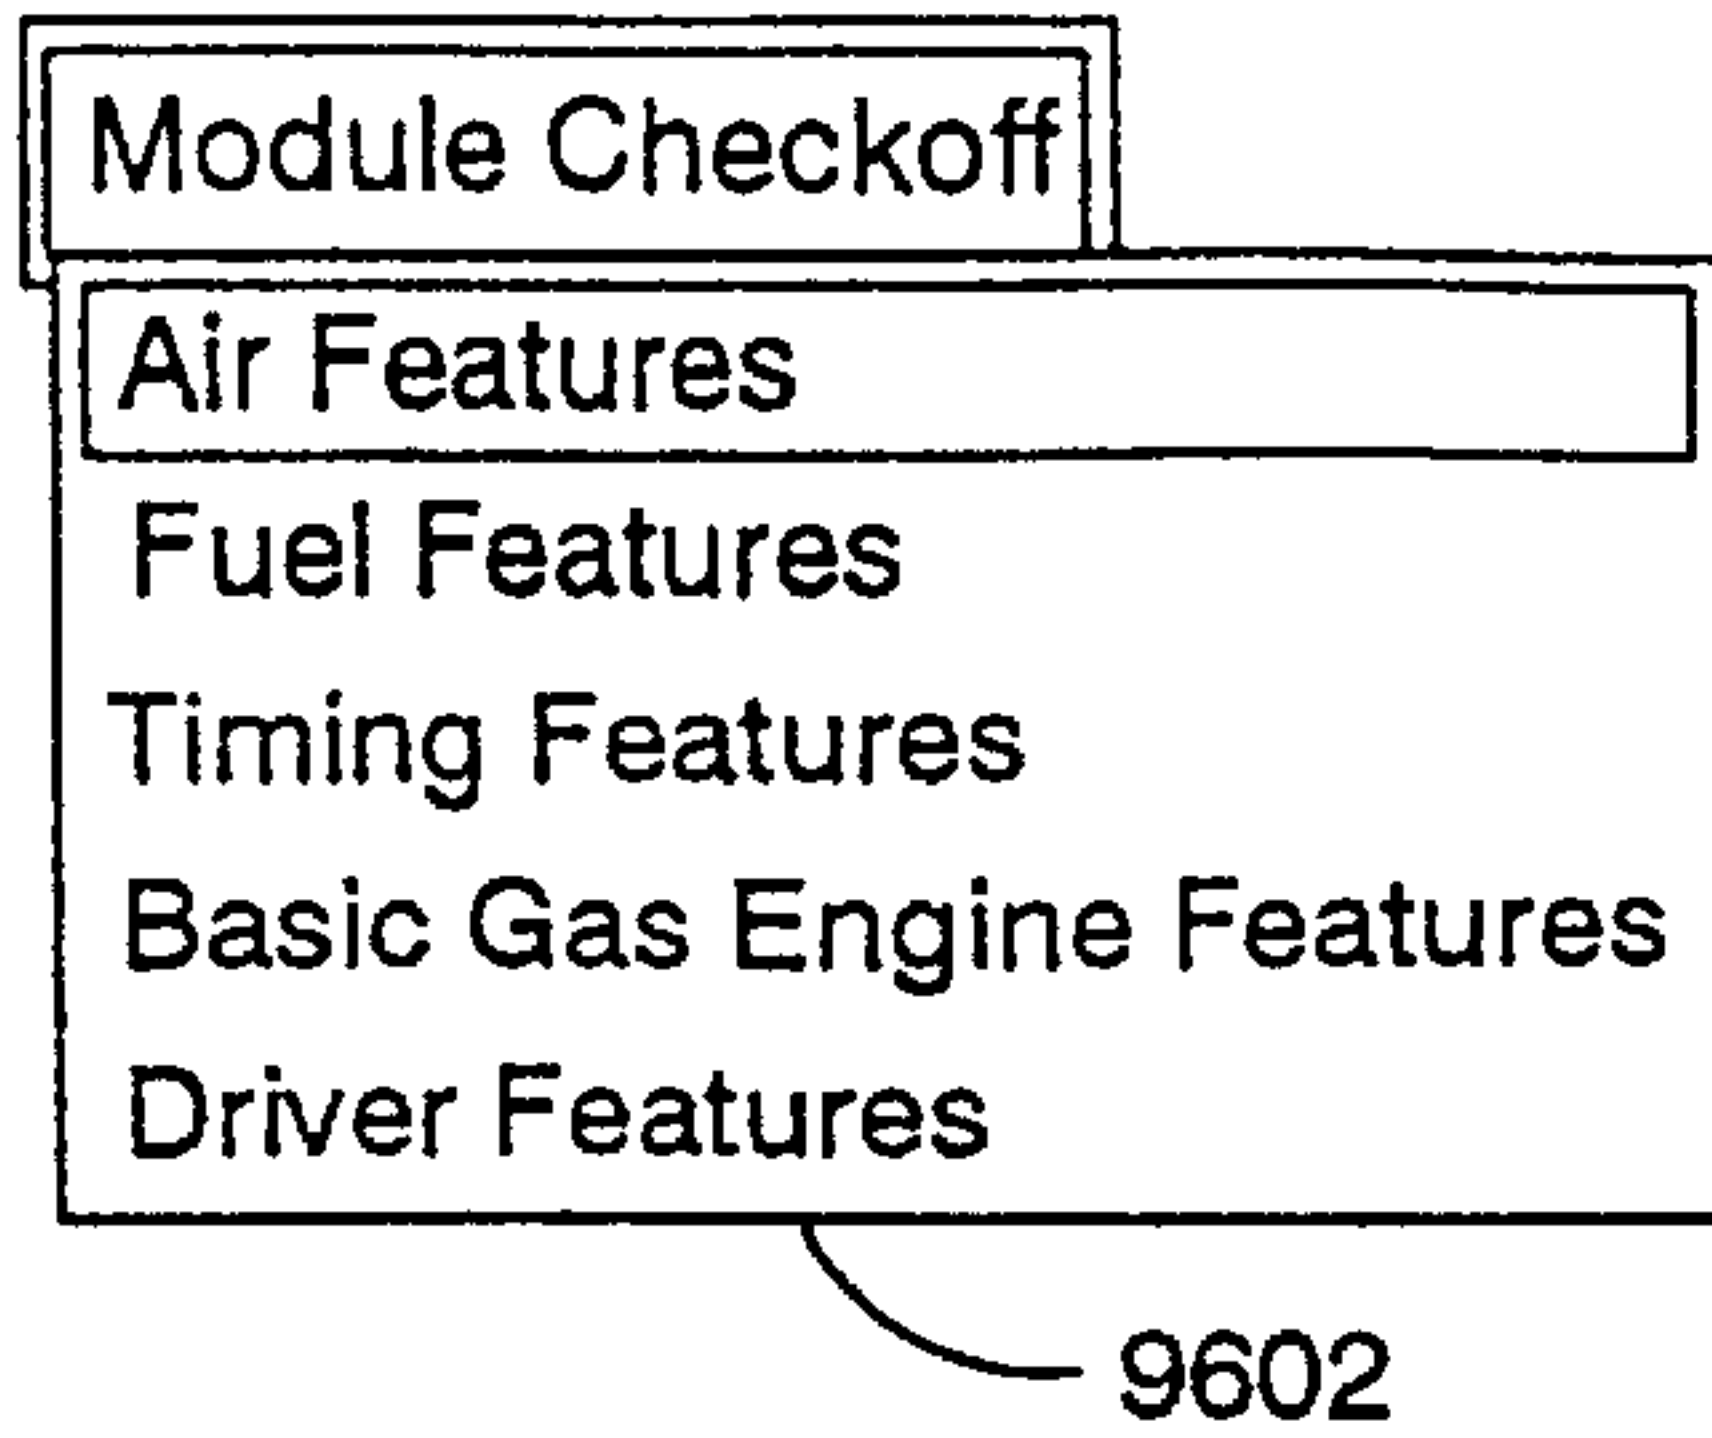 Module Checkoff
Air Features
Fuel Features
Timing Features
Basic Gas Engine Features
Driver Features
9602